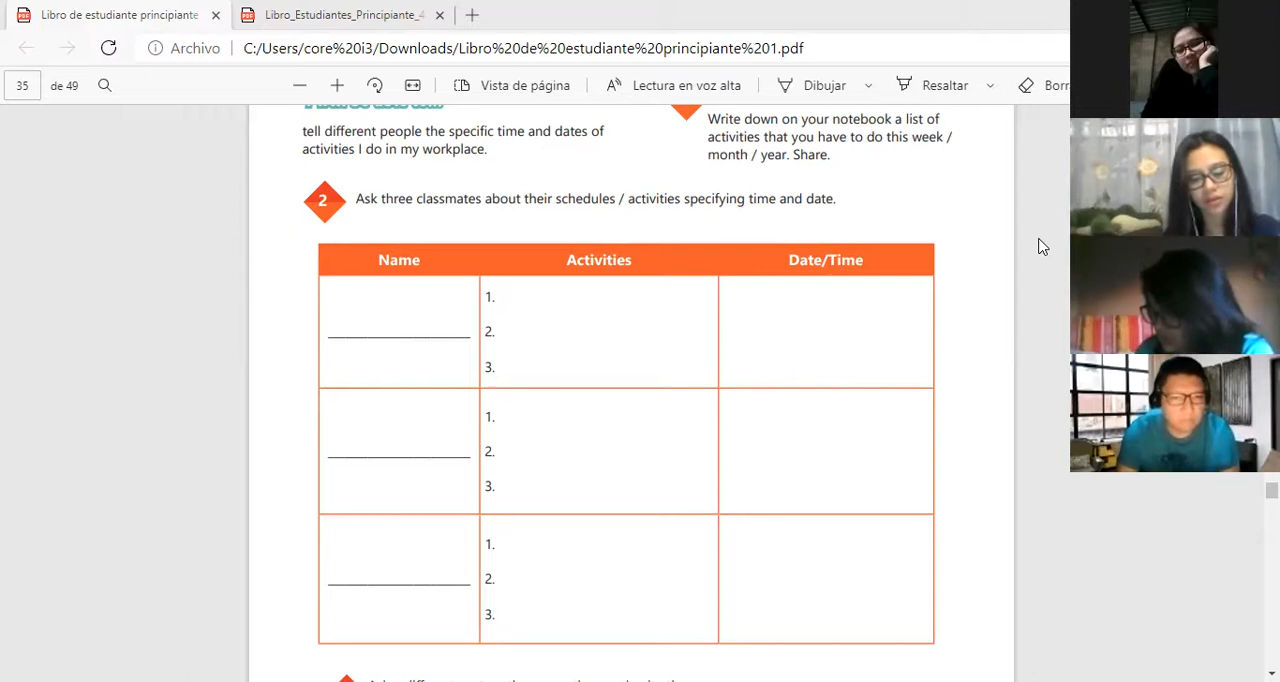 Libro de estudiante principiante
Libro_Estudiantes_Principiante_4
Archivo
C:/Users/core%20i3/Downloads/Libro%20de%20estudiante%20principiante%201.pdf
35
de 49
Vista de página
Lectura en voz alta
Dibujar
Resaltar
Borr
tell different people the specific time and dates of
activities I do in my workplace.
Write down on your notebook a list of
activities that you have to do this week /
month / year. Share.
2
Ask three classmates about their schedules / activities specifying time and date.
Name
Activities
Date/Time
1.
2.
3.
1.
2.
3.
1.
2.
3.